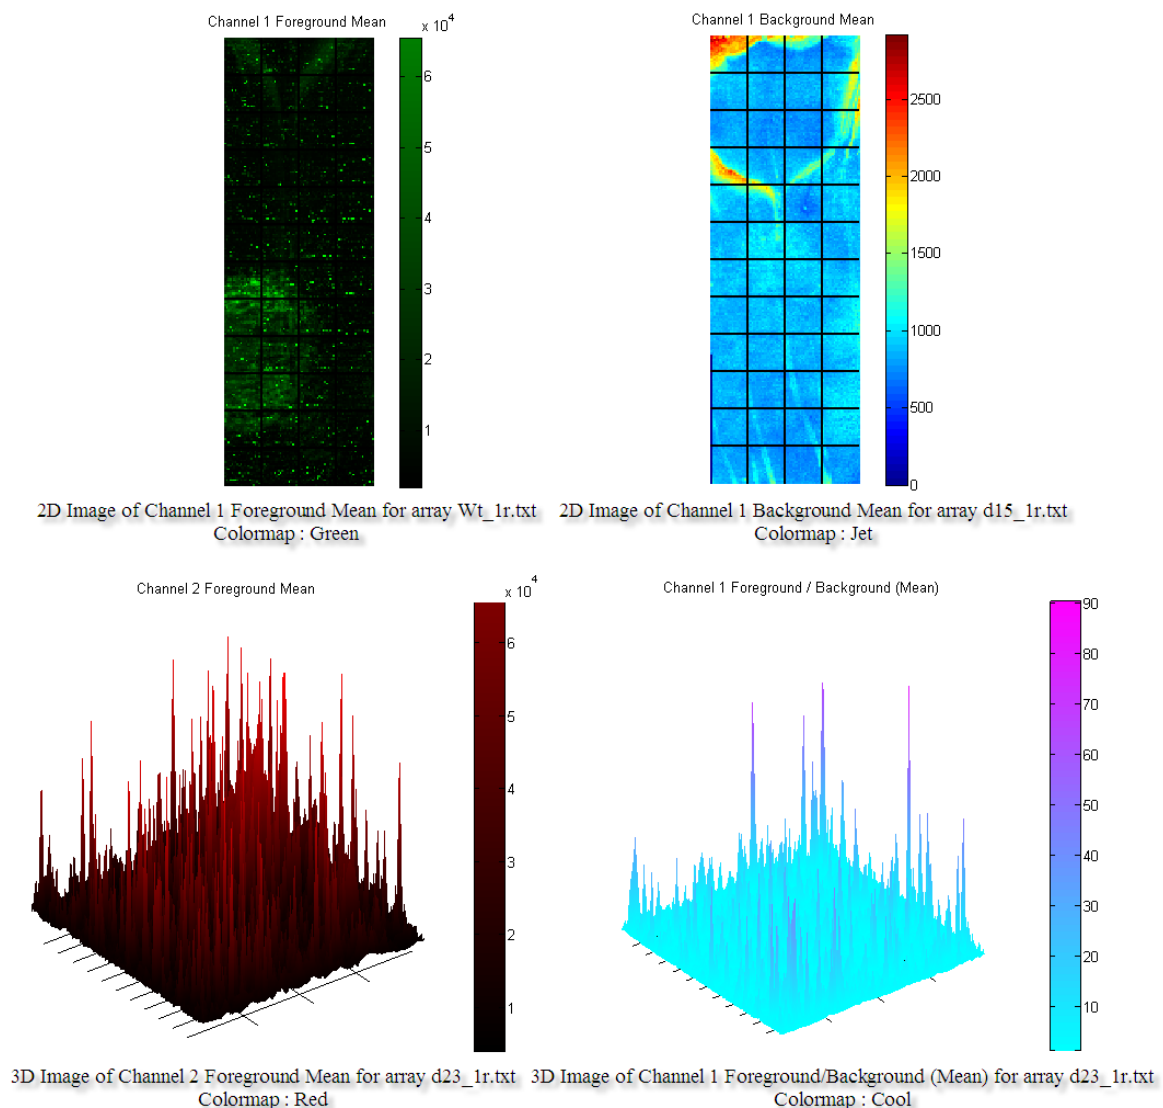 Channel 1 Foreground Mean
x 10^4
6
5
4
3
2
1
2D Image of Channel 1 Foreground Mean for array Wt_1r.txt
Colormap : Green
Channel 1 Background Mean
2500
2000
1500
1000
500
0
2D Image of Channel 1 Background Mean for array d15_1r.txt
Colormap : Jet
Channel 2 Foreground Mean
x 10^4
6
5
4
3
2
1
3D Image of Channel 2 Foreground Mean for array d23_1r.txt
Colormap : Red
Channel 1 Foreground / Background (Mean)
90
80
70
60
50
40
30
20
10
3D Image of Channel 1 Foreground/Background (Mean) for array d23_1r.txt
Colormap : Cool